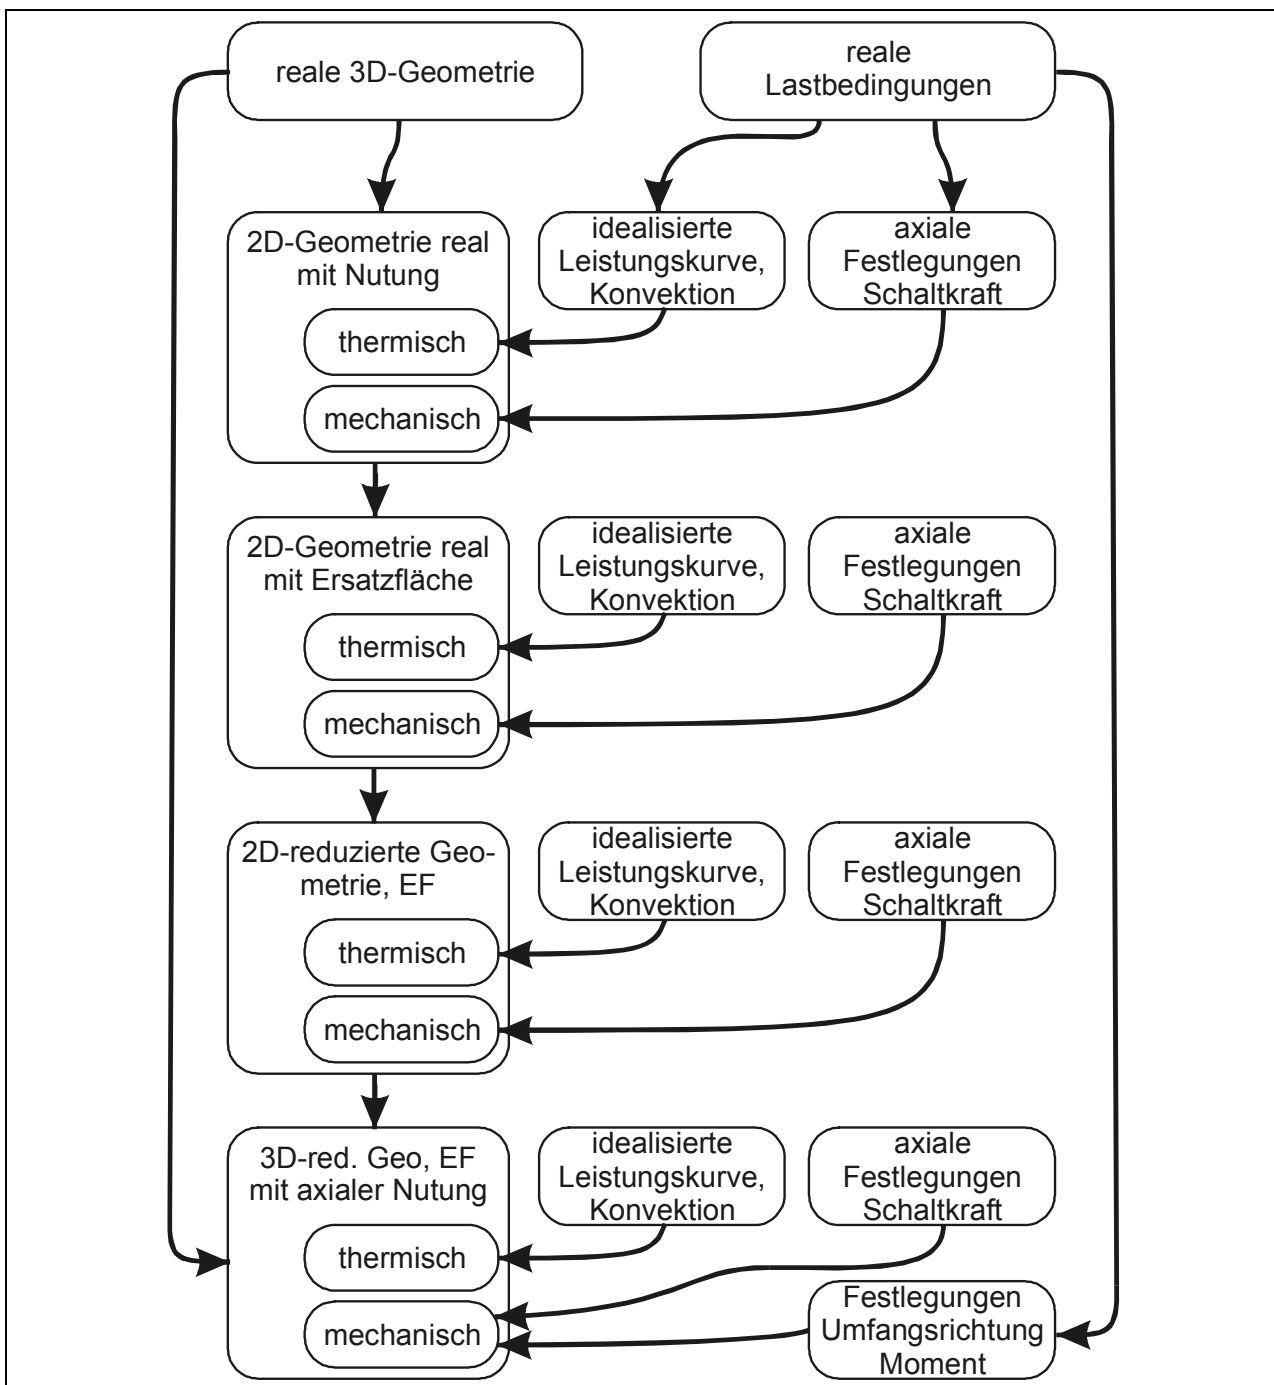 reale 3D-Geometrie
reale
Lastbedingungen
2D-Geometrie real
mit Nutung
thermisch
mechanisch
idealisierte
Leistungskurve,
Konvektion
axiale
Festlegungen
Schaltkraft
2D-Geometrie real
mit Ersatzfläche
thermisch
mechanisch
idealisierte
Leistungskurve,
Konvektion
axiale
Festlegungen
Schaltkraft
2D-reduzierte Geo-
metrie, EF
thermisch
mechanisch
idealisierte
Leistungskurve,
Konvektion
axiale
Festlegungen
Schaltkraft
3D-red. Geo, EF
mit axialer Nutung
thermisch
mechanisch
idealisierte
Leistungskurve,
Konvektion
axiale
Festlegungen
Schaltkraft
Festlegungen
Umfangsrichtung
Moment